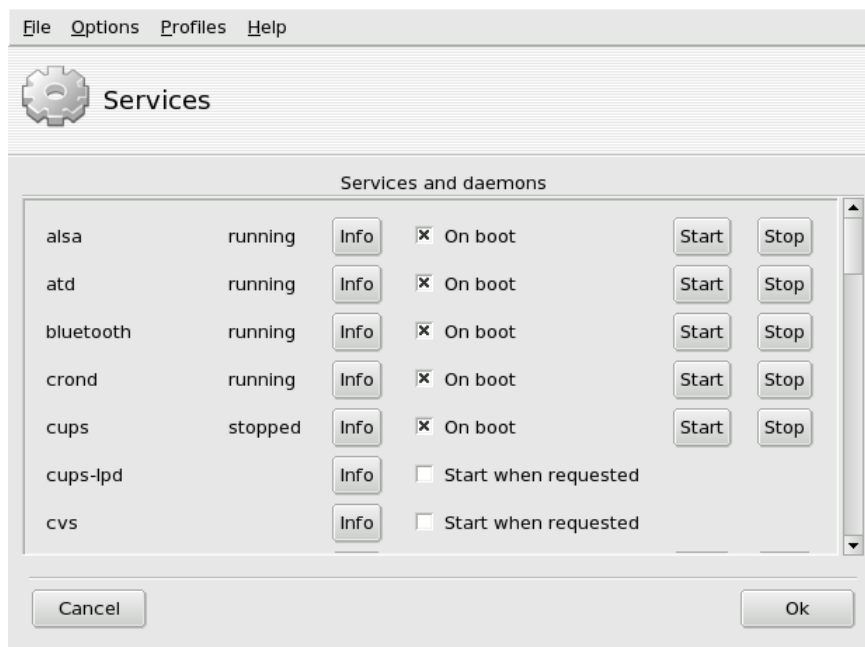 File Options Profiles Help
Services
Services and daemons
alsa running Info On boot Start Stop
atd running Info On boot Start Stop
bluetooth running Info On boot Start Stop
crond running Info On boot Start Stop
cups stopped Info On boot Start Stop
cups-lpd Info Start when requested
cvs Info Start when requested
Cancel Ok